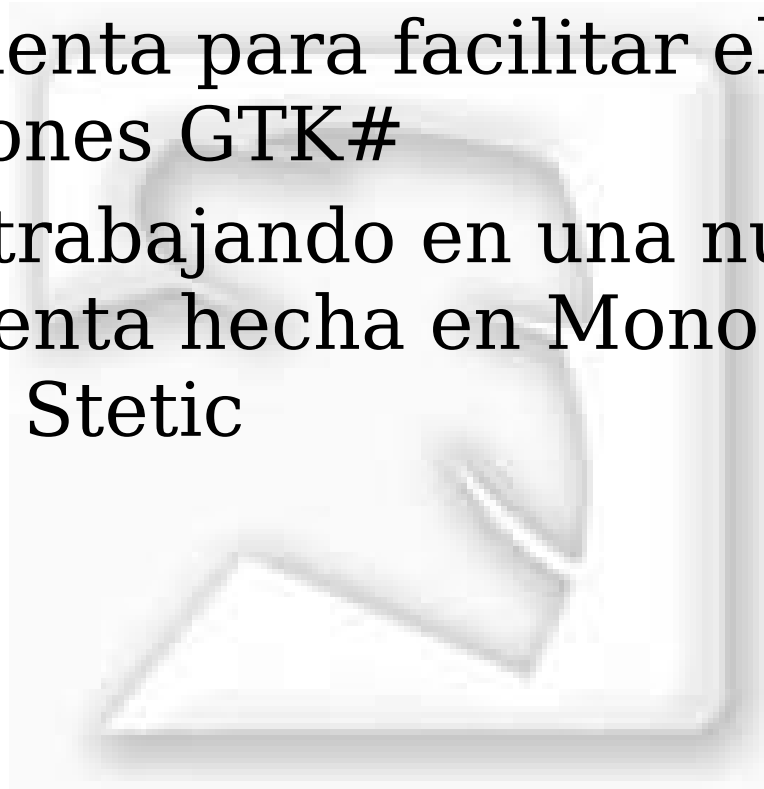 enta para facilitar el
ones GTK#
trabajando en una nu
enta hecha en Mono
Stetic